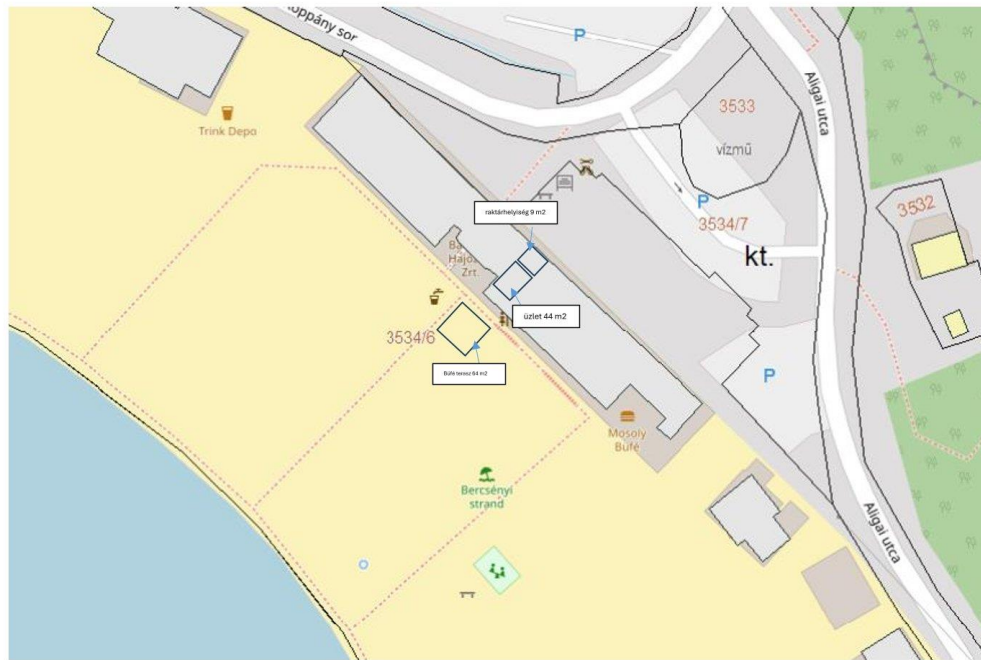 Koppány sor
P
Aligai utca
3533
vízmű
Trink Depo
P
3534/7
3532
raktárhelyiség 9 m2
kt.
Hajóz
Zrt.
üzlet 44 m2
3534/6
Büfé terasz 64 m2
P
Mosoly
Büfé
Bercsényi
strand
Aligai utca